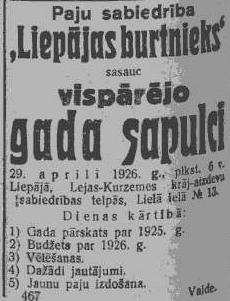 Paju sabiedrība
„Liepājas burtnieks“
sasauc
vispārējo
gada sapulci
29. aprilī 1926. g., plkst. 6 v.
Liepājā, Lejas-Kurzemes krāj-aizdevu
sabiedrības telpās, Lielā ielā № 13.
Dienas kārtībā:
1) Gada pārskats par 1925. g.
2) Budžets par 1926. g.
3) Vēlēšanas.
4) Dažādi jautājumi.
5) Jaunu paju izdošana.
467 Valde.